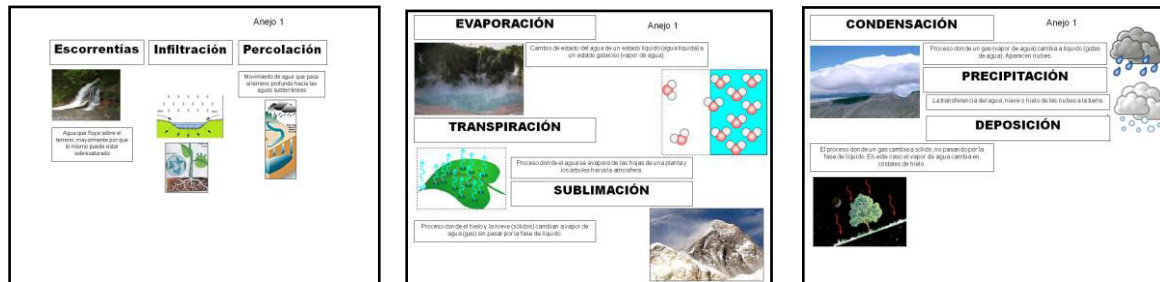 Anejo 1
Escorrentías
Infiltración
Percolación
Movimiento de agua que pasa
al terreno profundo hacia las
aguas subterráneas
Agua que fluye sobre el
terreno, mayormente por que
lo mismo puede estar
sobresaturado
EVAPORACIÓN
Anejo 1
Cambio de estado del agua de un estado líquido (agua líquida) a
un estado gaseoso (vapor de agua)
TRANSPIRACIÓN
Proceso donde el agua se evapora de las hojas de una planta y
los árboles hacia la atmosfera
SUBLIMACIÓN
Proceso donde el hielo y la nieve (sólidos) cambian a vapor de
agua (gas) sin pasar por la fase de líquido
CONDENSACIÓN
Anejo 1
Proceso donde un gas (vapor de agua) cambia a líquido (gotas
de agua). Aparecen nubes.
PRECIPITACIÓN
La transferencia del agua, nieve o hielo de las nubes a la tierra
DEPOSICIÓN
El proceso donde un gas cambia a sólido, no pasando por la
fase de líquido. En este caso el vapor de agua cambia en
cristales de hielo.